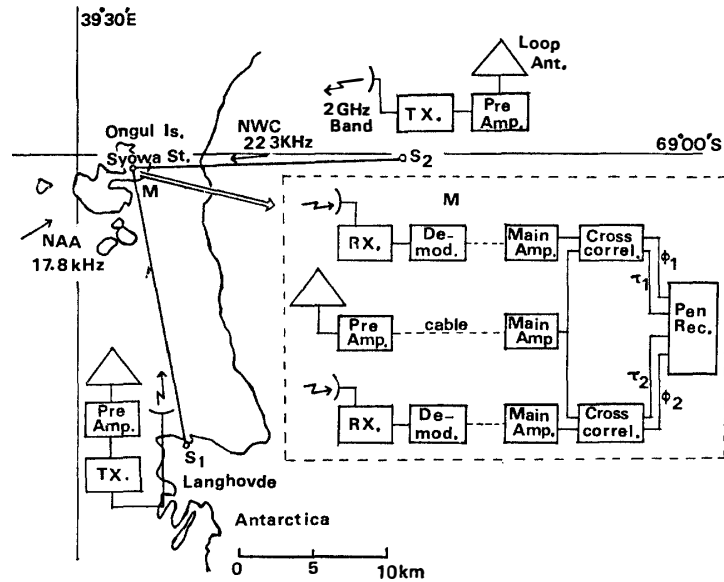 39°30'E
Loop
Ant.
2GHz
Band
TX.
Pre
Amp.
Ongul Is.
Syowa St.
NWC
22.3KHz
S2
69°00'S
M
NAA
17.8kHz
M
RX.
De-
mod.
Main
Amp.
Cross
correl.
ϕ1
τ1
Pre
Amp.
cable
Main
Amp.
Pen
Rec.
RX.
De-
mod.
Main
Amp.
Cross
correl.
τ2
ϕ2
Pre
Amp.
TX.
S1
Langhovde
Antarctica
0 5 10km